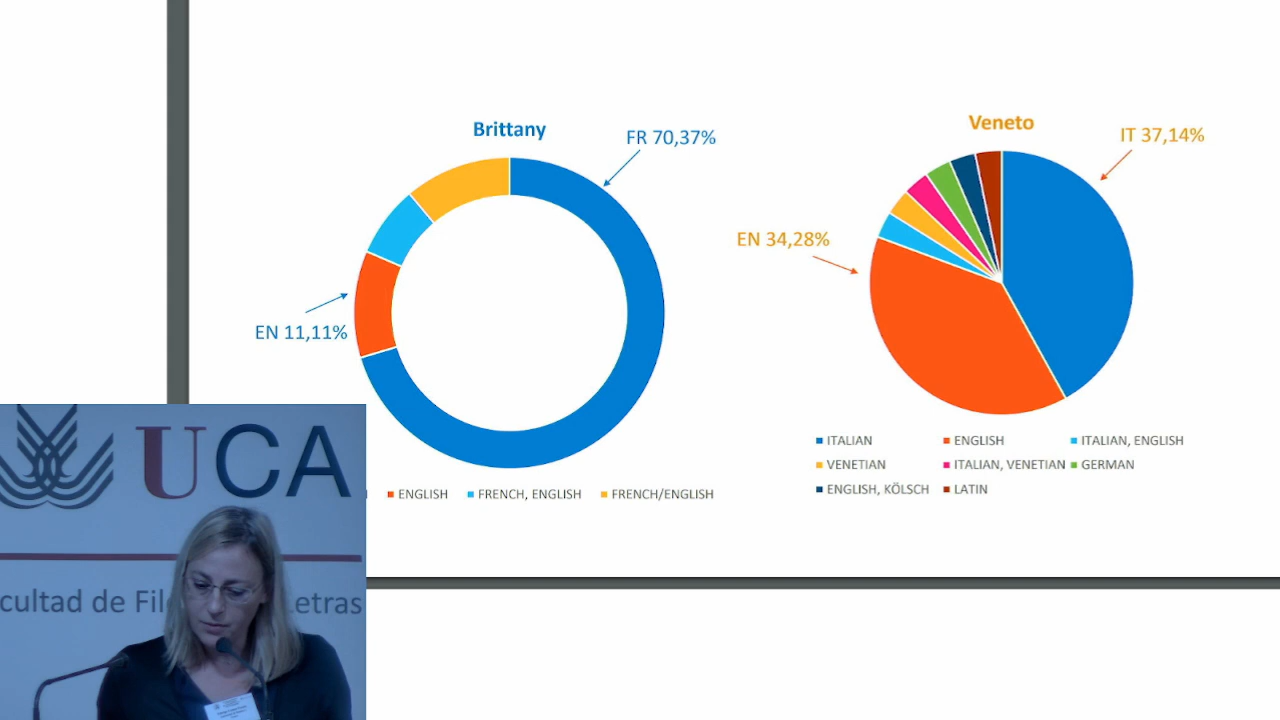 Brittany
FR 70,37%
EN 11,11%
ENGLISH
FRENCH, ENGLISH
FRENCH/ENGLISH
Veneto
IT 37,14%
EN 34,28%
ITALIAN
ENGLISH
ITALIAN, ENGLISH
VENETIAN
ITALIAN, VENETIAN
GERMAN
ENGLISH, KÖLSCH
LATIN
UCA
cultad de Fil
etras